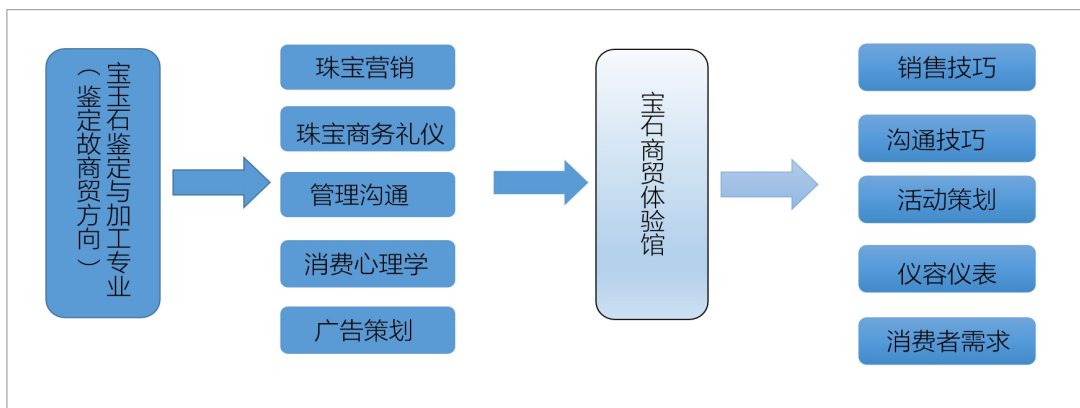 宝玉石鉴定与加工专业
（鉴定故商贸方向）
珠宝营销
珠宝商务礼仪
管理沟通
消费心理学
广告策划
宝石商贸体验馆
销售技巧
沟通技巧
活动策划
仪容仪表
消费者需求